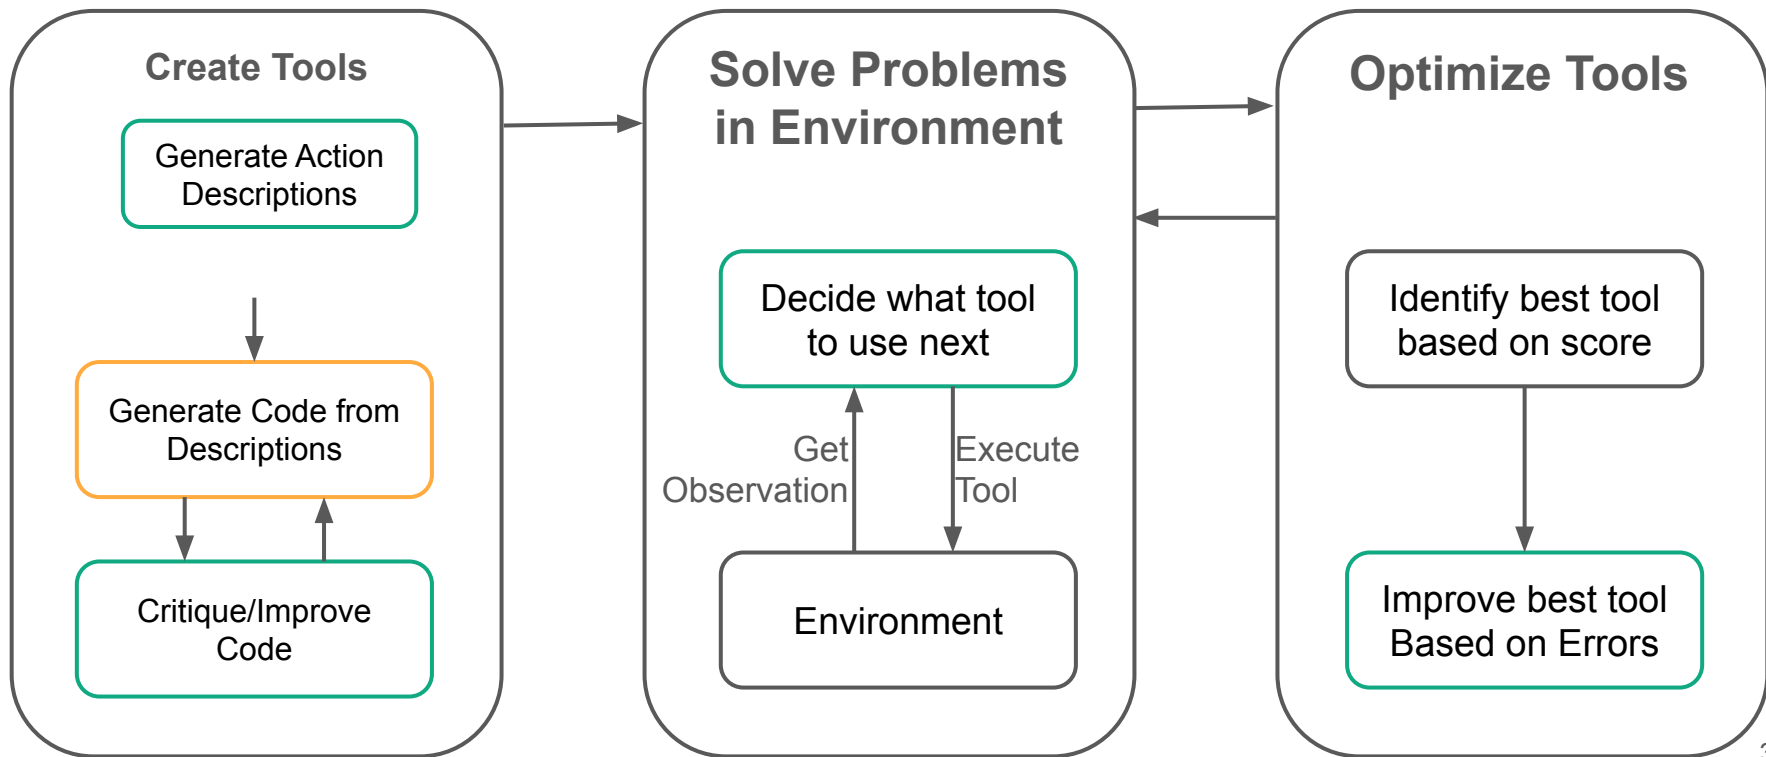 Create Tools
Generate Action
Descriptions
Generate Code from
Descriptions
Critique/Improve
Code
Solve Problems
in Environment
Decide what tool
to use next
Get
Observation
Execute
Tool
Environment
Optimize Tools
Identify best tool
based on score
Improve best tool
Based on Errors